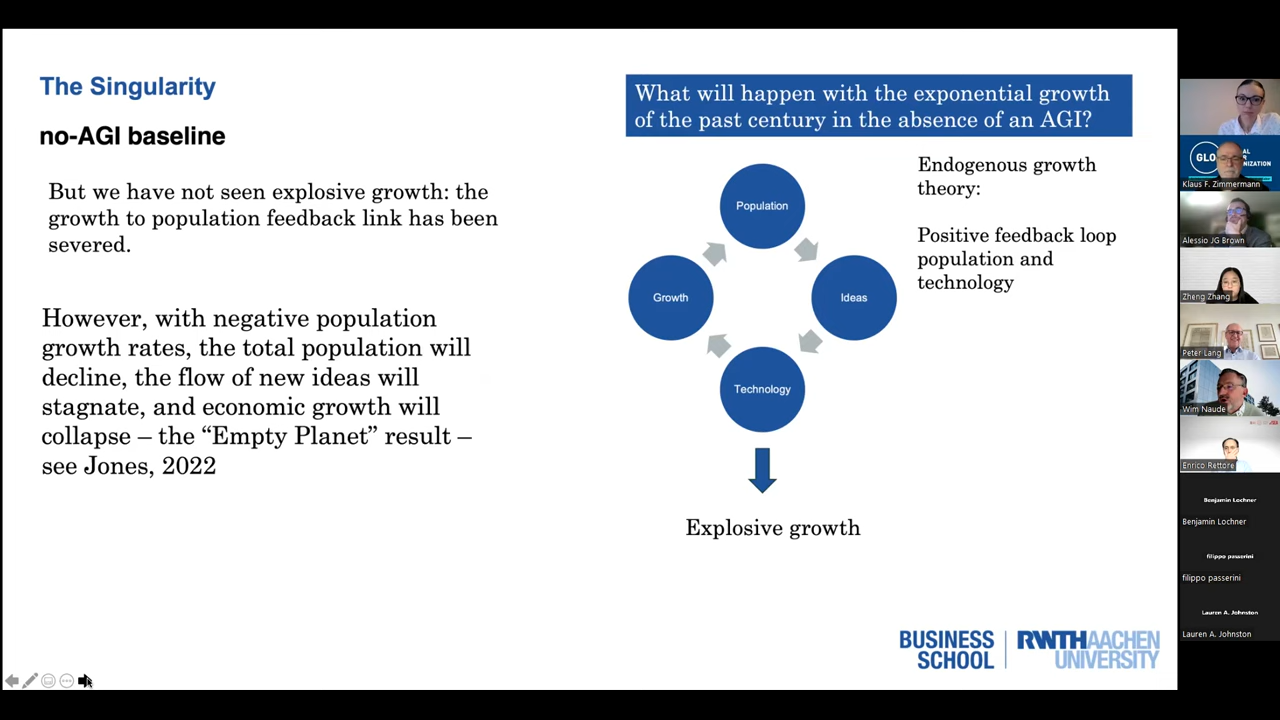 The Singularity
no-AGI baseline
But we have not seen explosive growth: the
growth to population feedback link has been
severed.
However, with negative population
growth rates, the total population will
decline, the flow of new ideas will
stagnate, and economic growth will
collapse – the “Empty Planet” result –
see Jones, 2022
What will happen with the exponential growth
of the past century in the absence of an AGI?
Population
Growth
Ideas
Technology
Explosive growth
Endogenous growth
theory:
Positive feedback loop
population and
technology
BUSINESS
SCHOOL
RWTHAACHEN
UNIVERSITY
GLO
Klaus F. Zimmermann
Alessio JG Brown
Zheng Zhang
Peter Lang
Wim Naude
Enrico Rettore
Benjamin Lochner
Benjamin Lochner
filippo passerini
filippo passerini
Lauren A. Johnston
Lauren A. Johnston